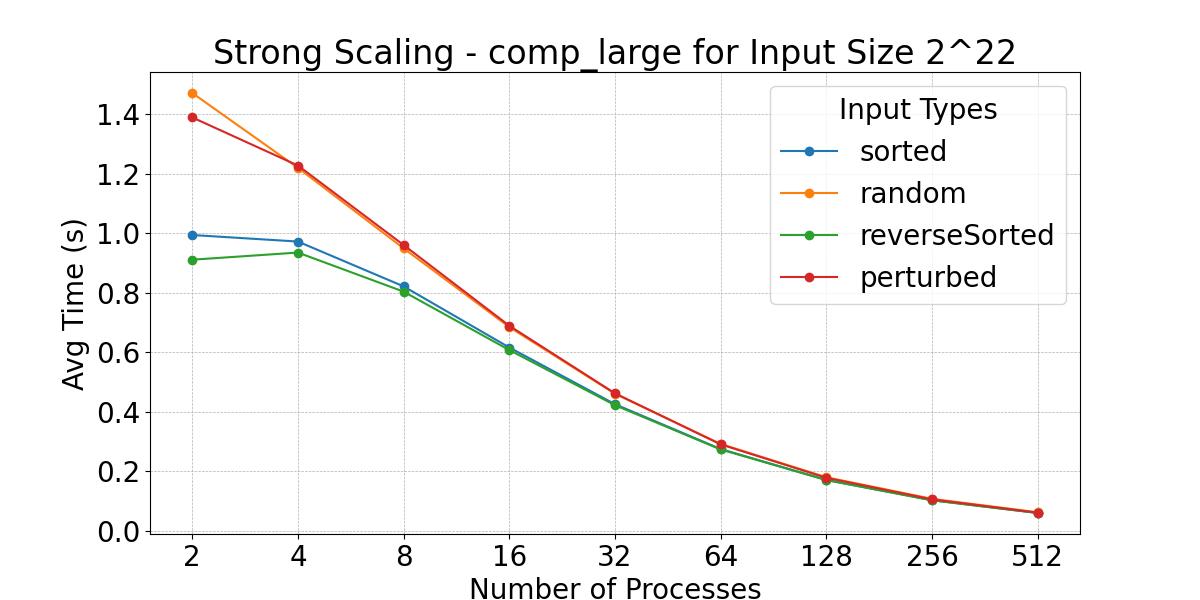 Strong Scaling - comp_large for Input Size 2^22
Avg Time (s)
1.4
1.2
1.0
0.8
0.6
0.4
0.2
0.0
Input Types
sorted
random
reverseSorted
perturbed
2 4 8 16 32 64 128 256 512
Number of Processes